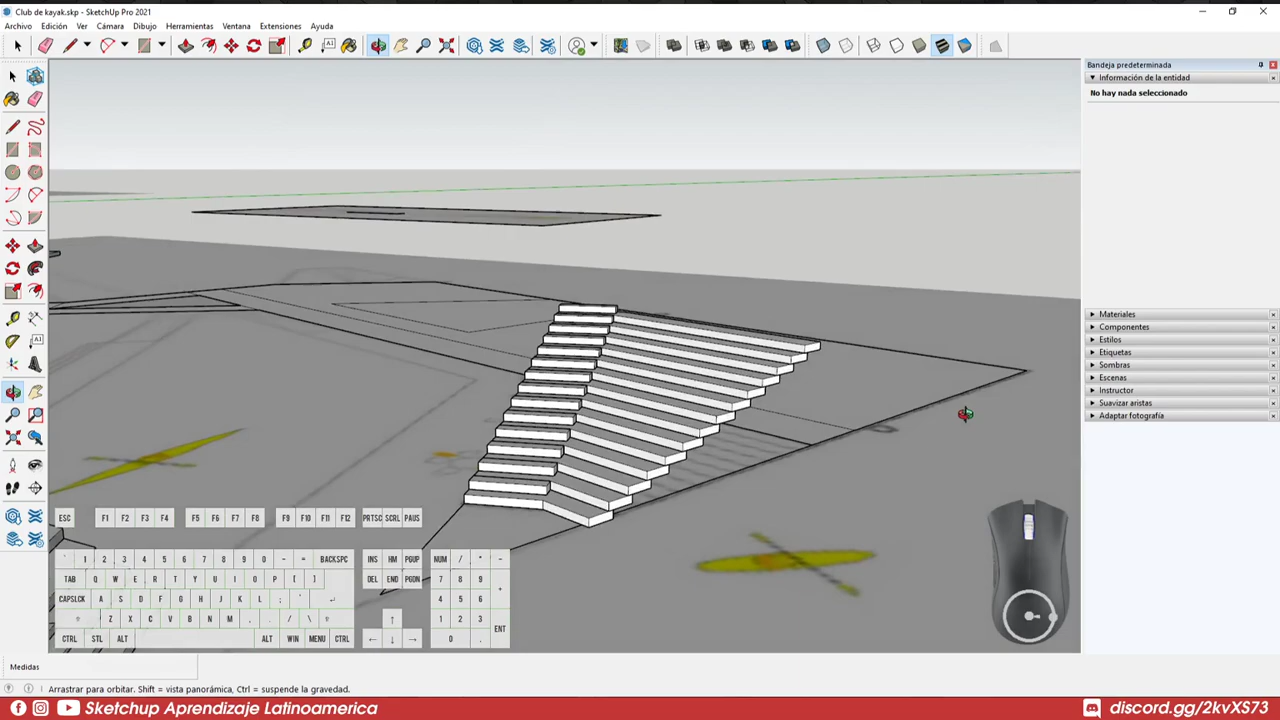 Club de kayak.skp - SketchUp Pro 2021
Archivo Edición Ver Cámara Dibujo Herramientas Ventana Extensiones Ayuda
Bandeja predeterminada
Información de la entidad
No hay nada seleccionado
Materiales
Componentes
Estilos
Etiquetas
Sombras
Escenas
Instructor
Suavizar aristas
Adaptar fotografía
ESC F1 F2 F3 F4 F5 F6 F7 F8 F9 F10 F11 F12 PRTSC SCRL PAUS
` 1 2 3 4 5 6 7 8 9 0 - = BACKSPC INS HM PGUP NUM / * -
TAB Q W E R T Y U I O P [ ] DEL END PGDN 7 8 9 +
CAPSLCK A S D F G H J K L ; ' ↵ 4 5 6
⇧ Z X C V B N M , . / \ ⇧ ↑ 1 2 3 ENT
CTRL STL ALT ALT WIN MENU CTRL ← ↓ → 0 .
Medidas
Arrastrar para orbitar. Shift = vista panorámica, Ctrl = suspende la gravedad.
Sketchup Aprendizaje Latinoamerica
discord.gg/2kvXS73